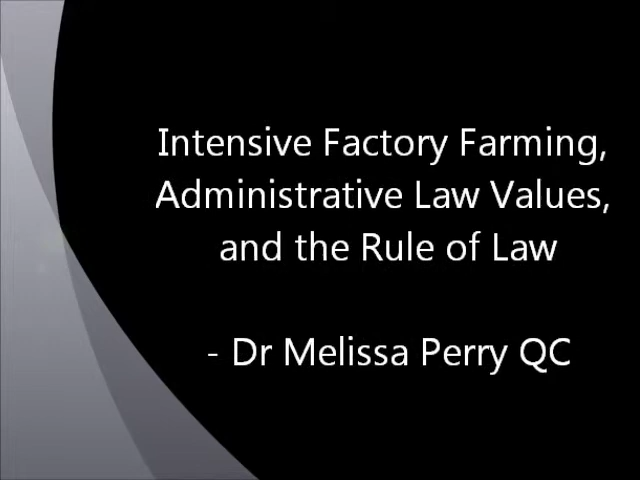 Intensive Factory Farming,
Administrative Law Values,
and the Rule of Law
- Dr Melissa Perry QC